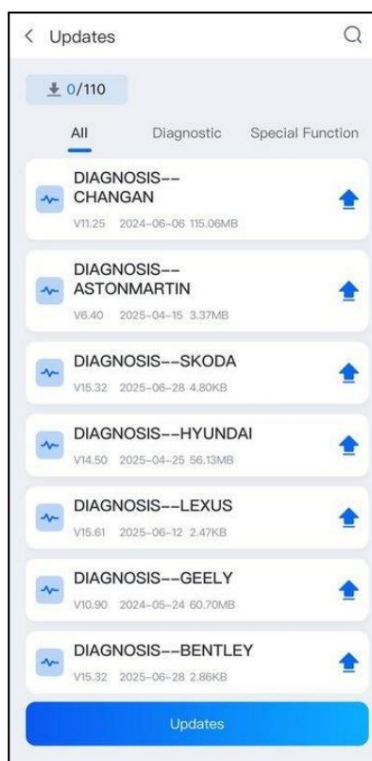 Updates
0/110
All Diagnostic Special Function
DIAGNOSIS--
CHANGAN
V11.25 2024-06-06 115.06MB
DIAGNOSIS--
ASTONMARTIN
V6.40 2025-04-15 3.37MB
DIAGNOSIS--SKODA
V15.32 2025-06-28 4.80KB
DIAGNOSIS--HYUNDAI
V14.50 2025-04-25 56.13MB
DIAGNOSIS--LEXUS
V15.61 2025-06-12 2.47KB
DIAGNOSIS--GEELY
V10.90 2024-05-24 60.70MB
DIAGNOSIS--BENTLEY
V15.32 2025-06-28 2.86KB
Updates